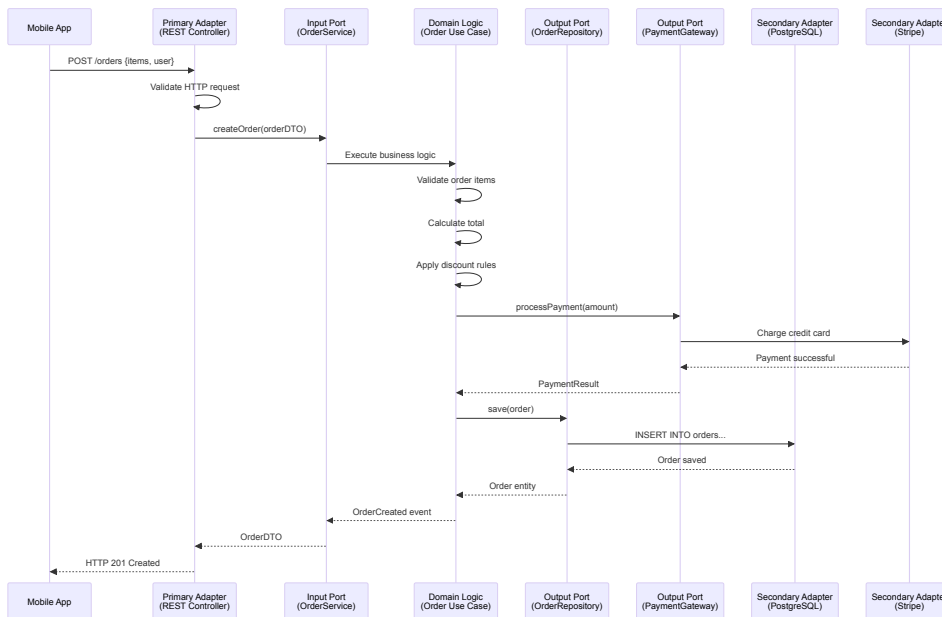 Mobile App
Primary Adapter
(REST Controller)
Input Port
(OrderService)
Domain Logic
(Order Use Case)
Output Port
(OrderRepository)
Output Port
(PaymentGateway)
Secondary Adapter
(PostgreSQL)
Secondary Adapte
(Stripe)
POST /orders {items, user}
Validate HTTP request
createOrder(orderDTO)
Execute business logic
Validate order items
Calculate total
Apply discount rules
processPayment(amount)
Charge credit card
Payment successful
PaymentResult
save(order)
INSERT INTO orders...
Order saved
Order entity
OrderCreated event
OrderDTO
HTTP 201 Created
Mobile App
Primary Adapter
(REST Controller)
Input Port
(OrderService)
Domain Logic
(Order Use Case)
Output Port
(OrderRepository)
Output Port
(PaymentGateway)
Secondary Adapter
(PostgreSQL)
Secondary Adapte
(Stripe)